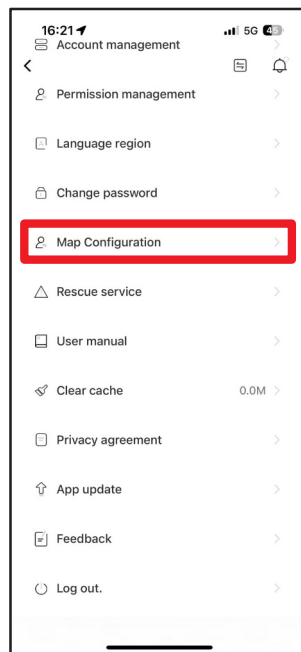 16:21
5G
45
Account management
Permission management
Language region
Change password
Map Configuration
Rescue service
User manual
Clear cache 0.0M
Privacy agreement
App update
Feedback
Log out.